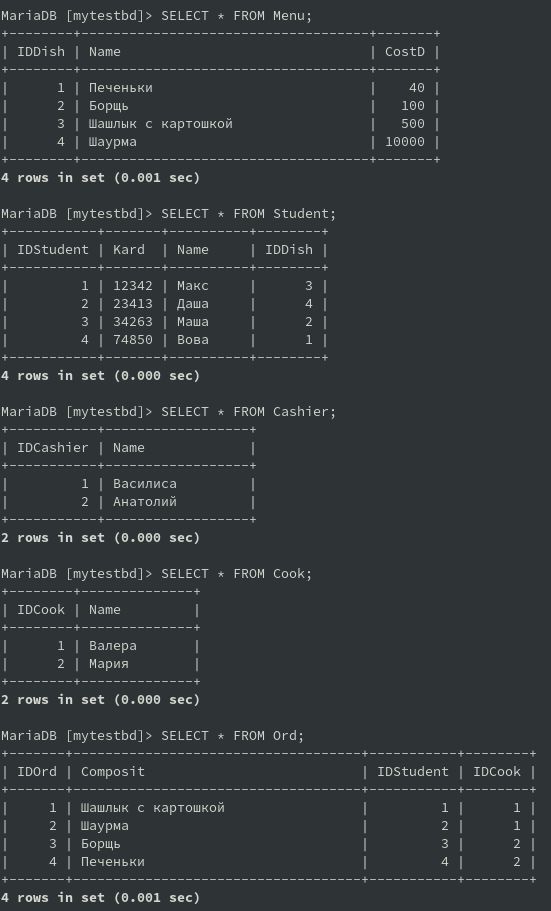 MariaDB [mytestbd]> SELECT * FROM Menu;
+--------+------------------------------------+-------+
| IDDish | Name                               | CostD |
+--------+------------------------------------+-------+
|      1 | Печеньки                           |    40 |
|      2 | Борщь                              |   100 |
|      3 | Шашлык с картошкой                 |   500 |
|      4 | Шаурма                             | 10000 |
+--------+------------------------------------+-------+
4 rows in set (0.001 sec)

MariaDB [mytestbd]> SELECT * FROM Student;
+-----------+-------+----------+--------+
| IDStudent | Kard  | Name     | IDDish |
+-----------+-------+----------+--------+
|         1 | 12342 | Макс     |      3 |
|         2 | 23413 | Даша     |      4 |
|         3 | 34263 | Маша     |      2 |
|         4 | 74850 | Вова     |      1 |
+-----------+-------+----------+--------+
4 rows in set (0.000 sec)

MariaDB [mytestbd]> SELECT * FROM Cashier;
+-----------+------------------+
| IDCashier | Name             |
+-----------+------------------+
|         1 | Василиса         |
|         2 | Анатолий         |
+-----------+------------------+
2 rows in set (0.000 sec)

MariaDB [mytestbd]> SELECT * FROM Cook;
+--------+--------------+
| IDCook | Name         |
+--------+--------------+
|      1 | Валера       |
|      2 | Мария        |
+--------+--------------+
2 rows in set (0.000 sec)

MariaDB [mytestbd]> SELECT * FROM Ord;
+-------+------------------------------------+-----------+--------+
| IDOrd | Composit                           | IDStudent | IDCook |
+-------+------------------------------------+-----------+--------+
|     1 | Шашлык с картошкой                 |         1 |      1 |
|     2 | Шаурма                             |         2 |      1 |
|     3 | Борщь                              |         3 |      2 |
|     4 | Печеньки                           |         4 |      2 |
+-------+------------------------------------+-----------+--------+
4 rows in set (0.001 sec)